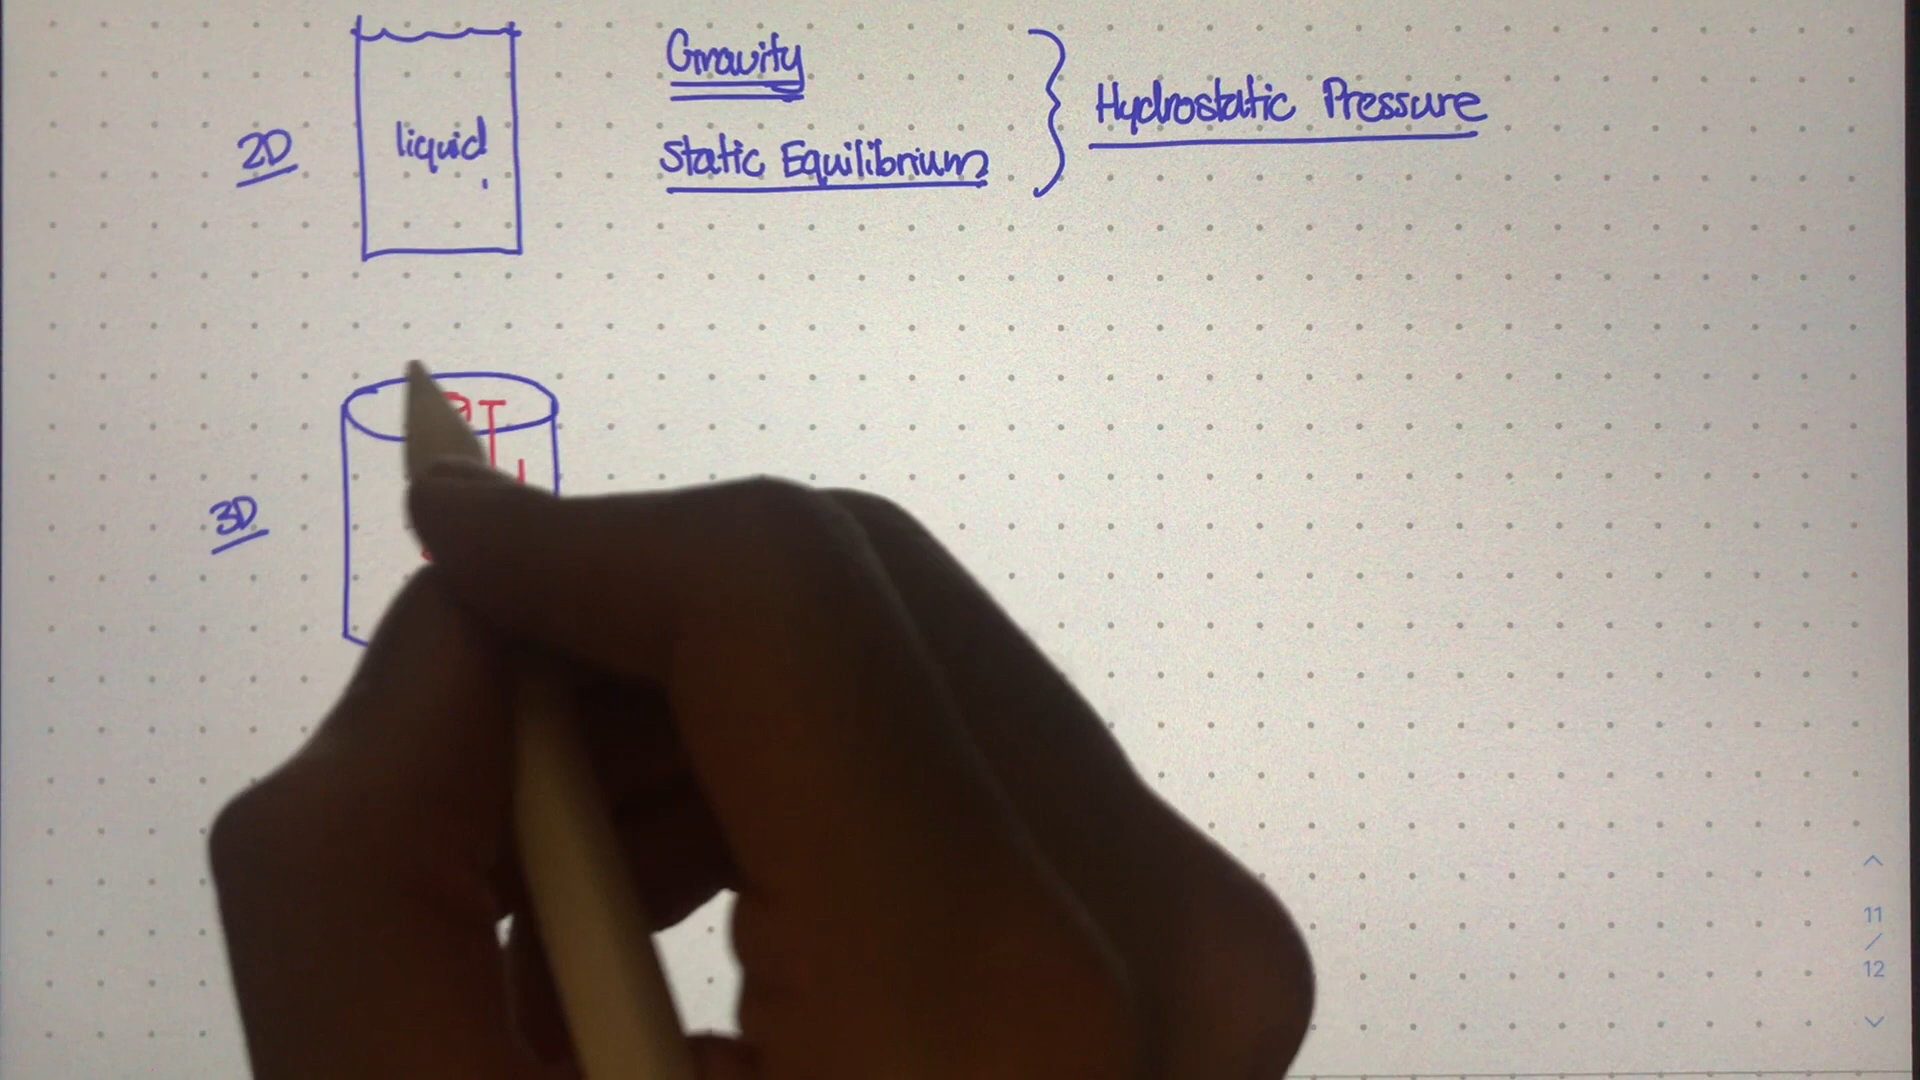 Gravity
Hydrostatic Pressure
2D
liquid
Static Equilibrium
3D
11
/
12